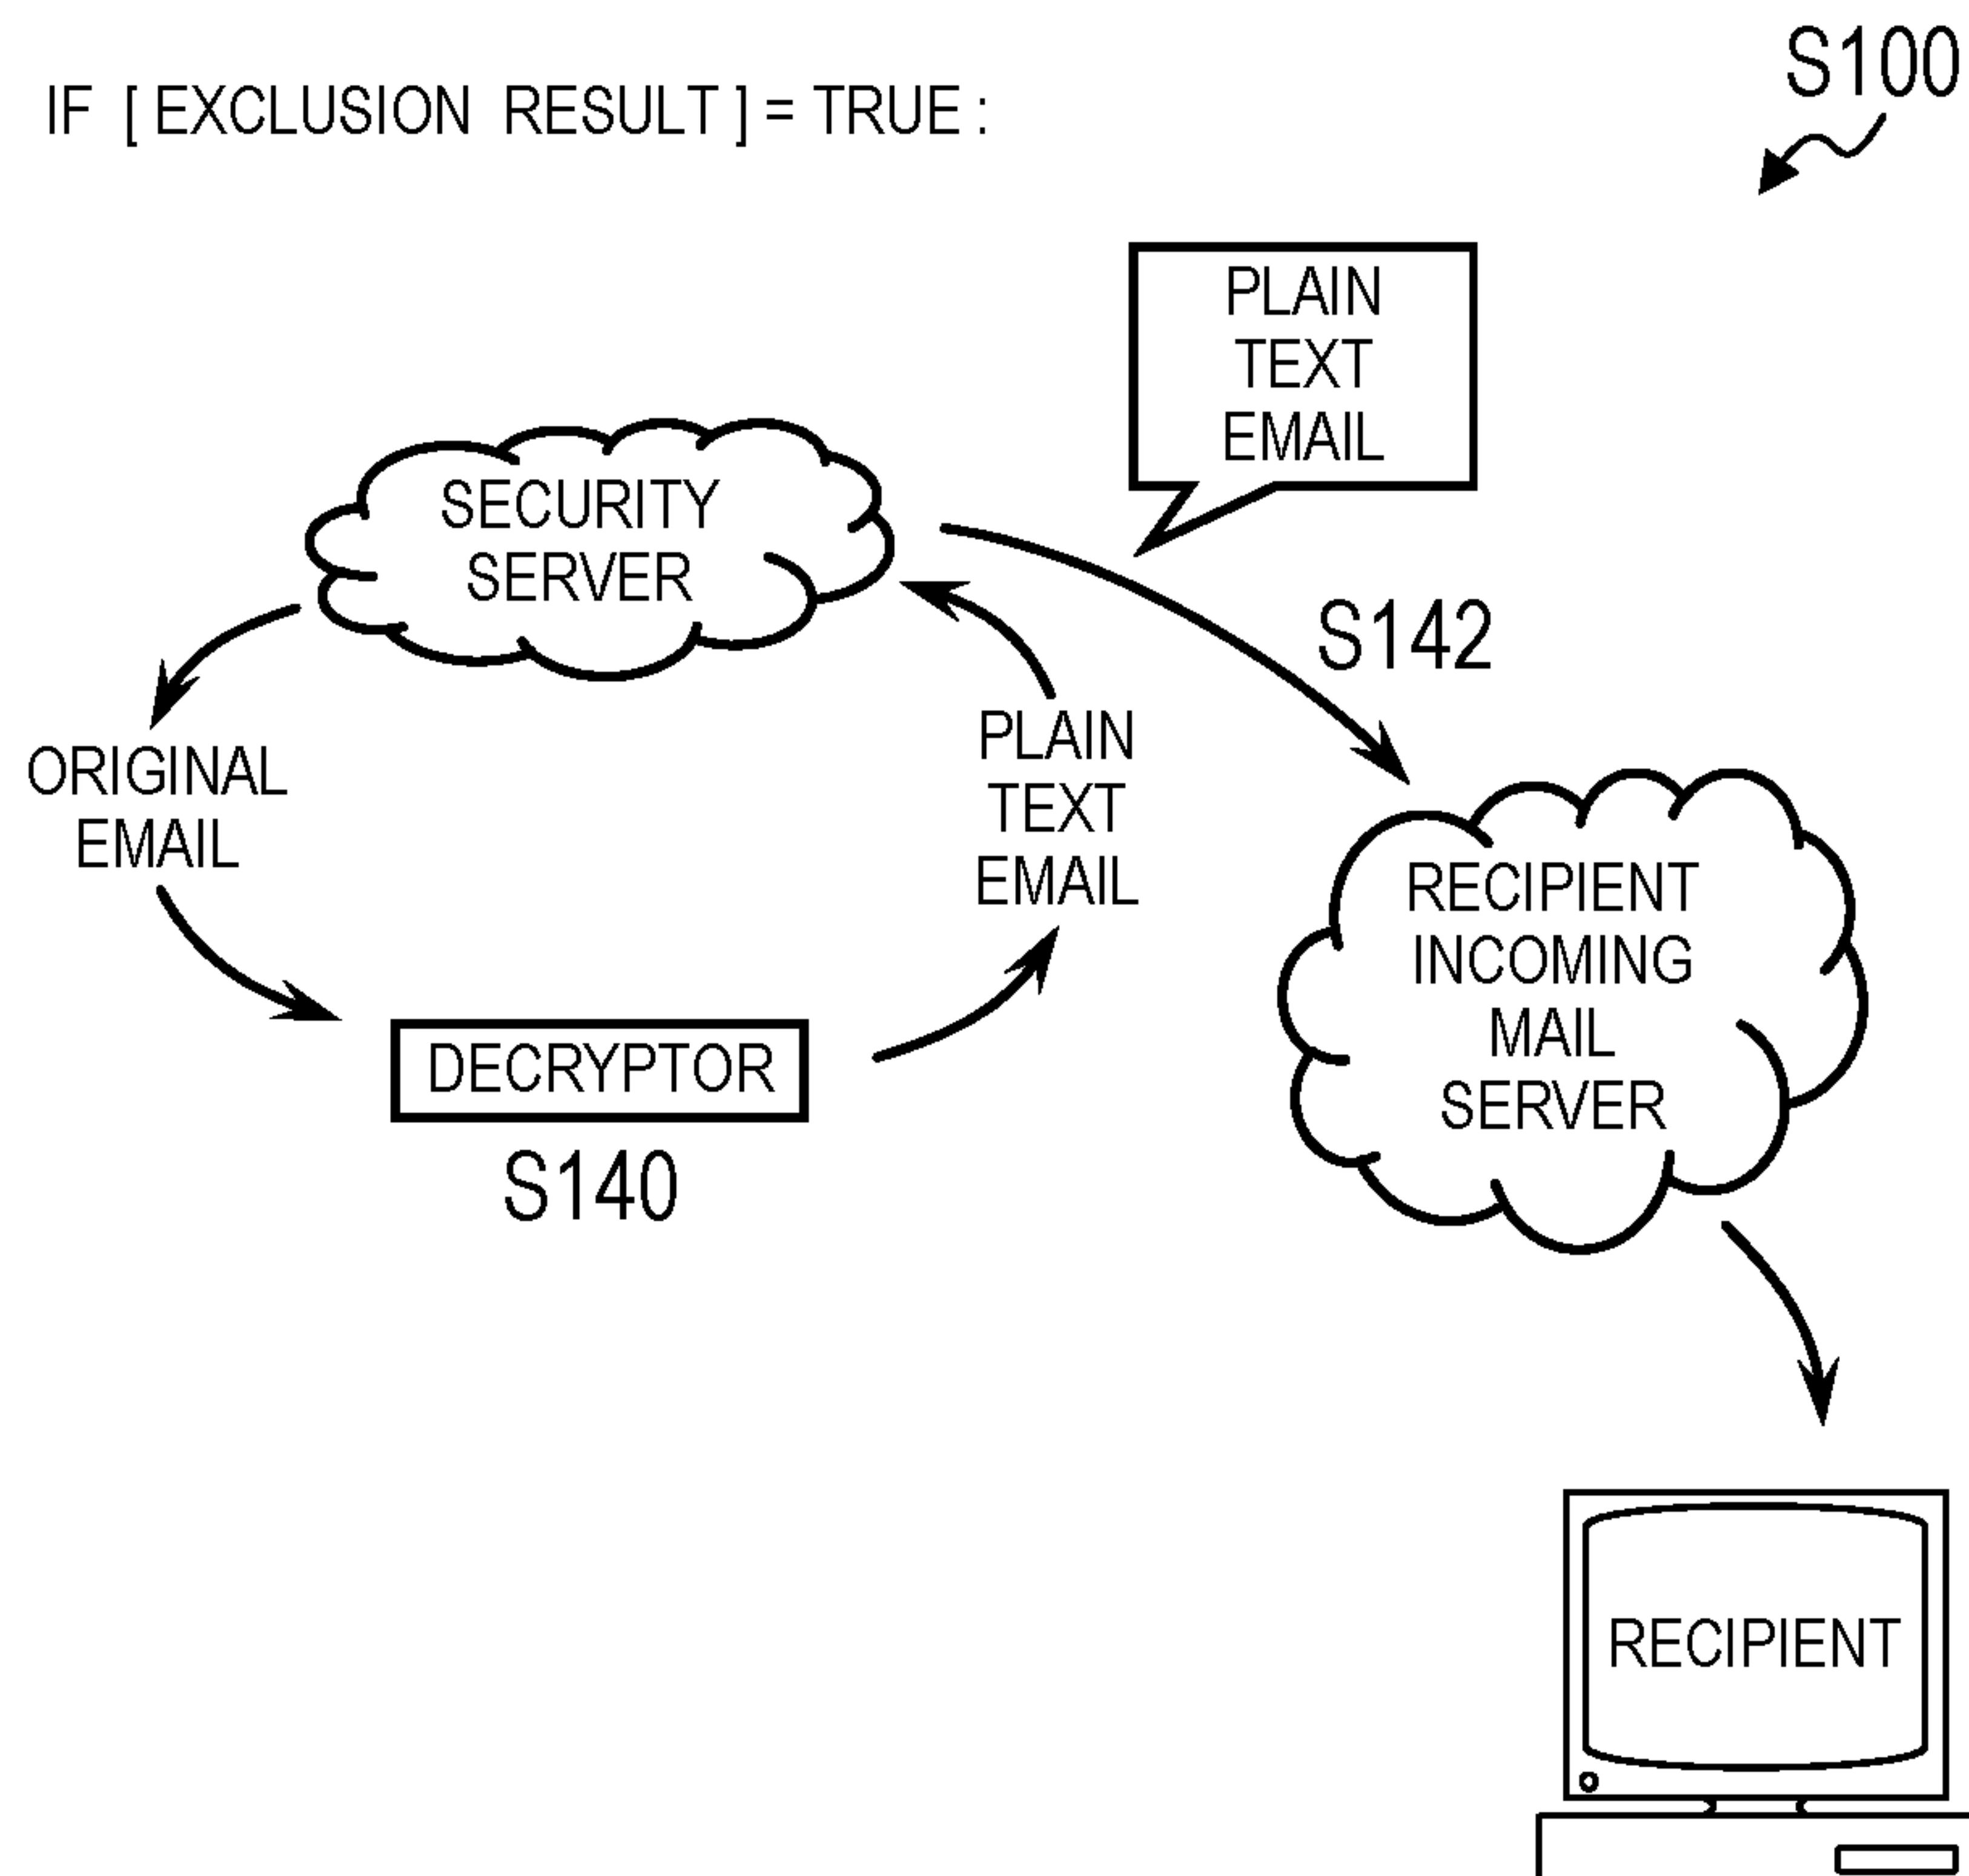 S100
IF [ EXCLUSION RESULT ] = TRUE :
PLAIN
TEXT
EMAIL
SECURITY
SERVER
S142
ORIGINAL
EMAIL
PLAIN
TEXT
EMAIL
RECIPIENT
INCOMING
MAIL
SERVER
DECRYPTOR
S140
RECIPIENT